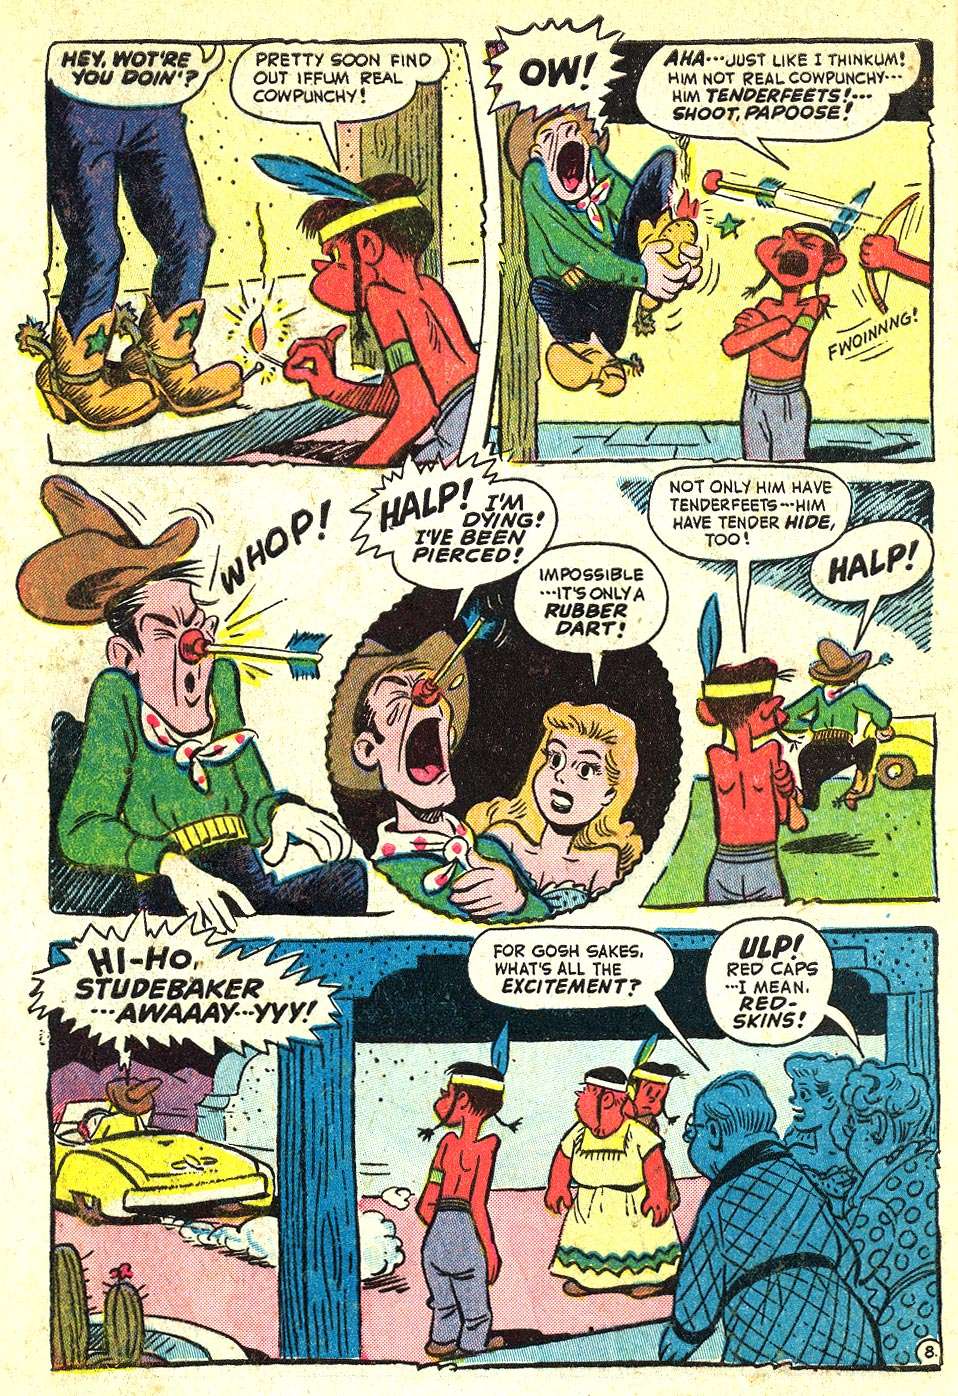 HEY, WOT'RE
YOU DOIN'?
PRETTY SOON FIND
OUT IFFUM REAL
COWPUNCHY!
OW!
AHA---JUST LIKE I THINKUM!
HIM NOT REAL COWPUNCHY---
HIM TENDERFEETS!---
SHOOT, PAPOOSE!
FWOINNNG!
WHOP!
HALP! I'M
DYING!
I'VE BEEN
PIERCED!
IMPOSSIBLE
---IT'S ONLY A
RUBBER
DART!
NOT ONLY HIM HAVE
TENDERFEETS---HIM
HAVE TENDER HIDE,
TOO!
HALP!
HI-HO,
STUDEBAKER
---AWAAAY---YYY!
FOR GOSH SAKES,
WHAT'S ALL THE
EXCITEMENT?
ULP!
RED CAPS
---I MEAN,
RED-
SKINS!
8.